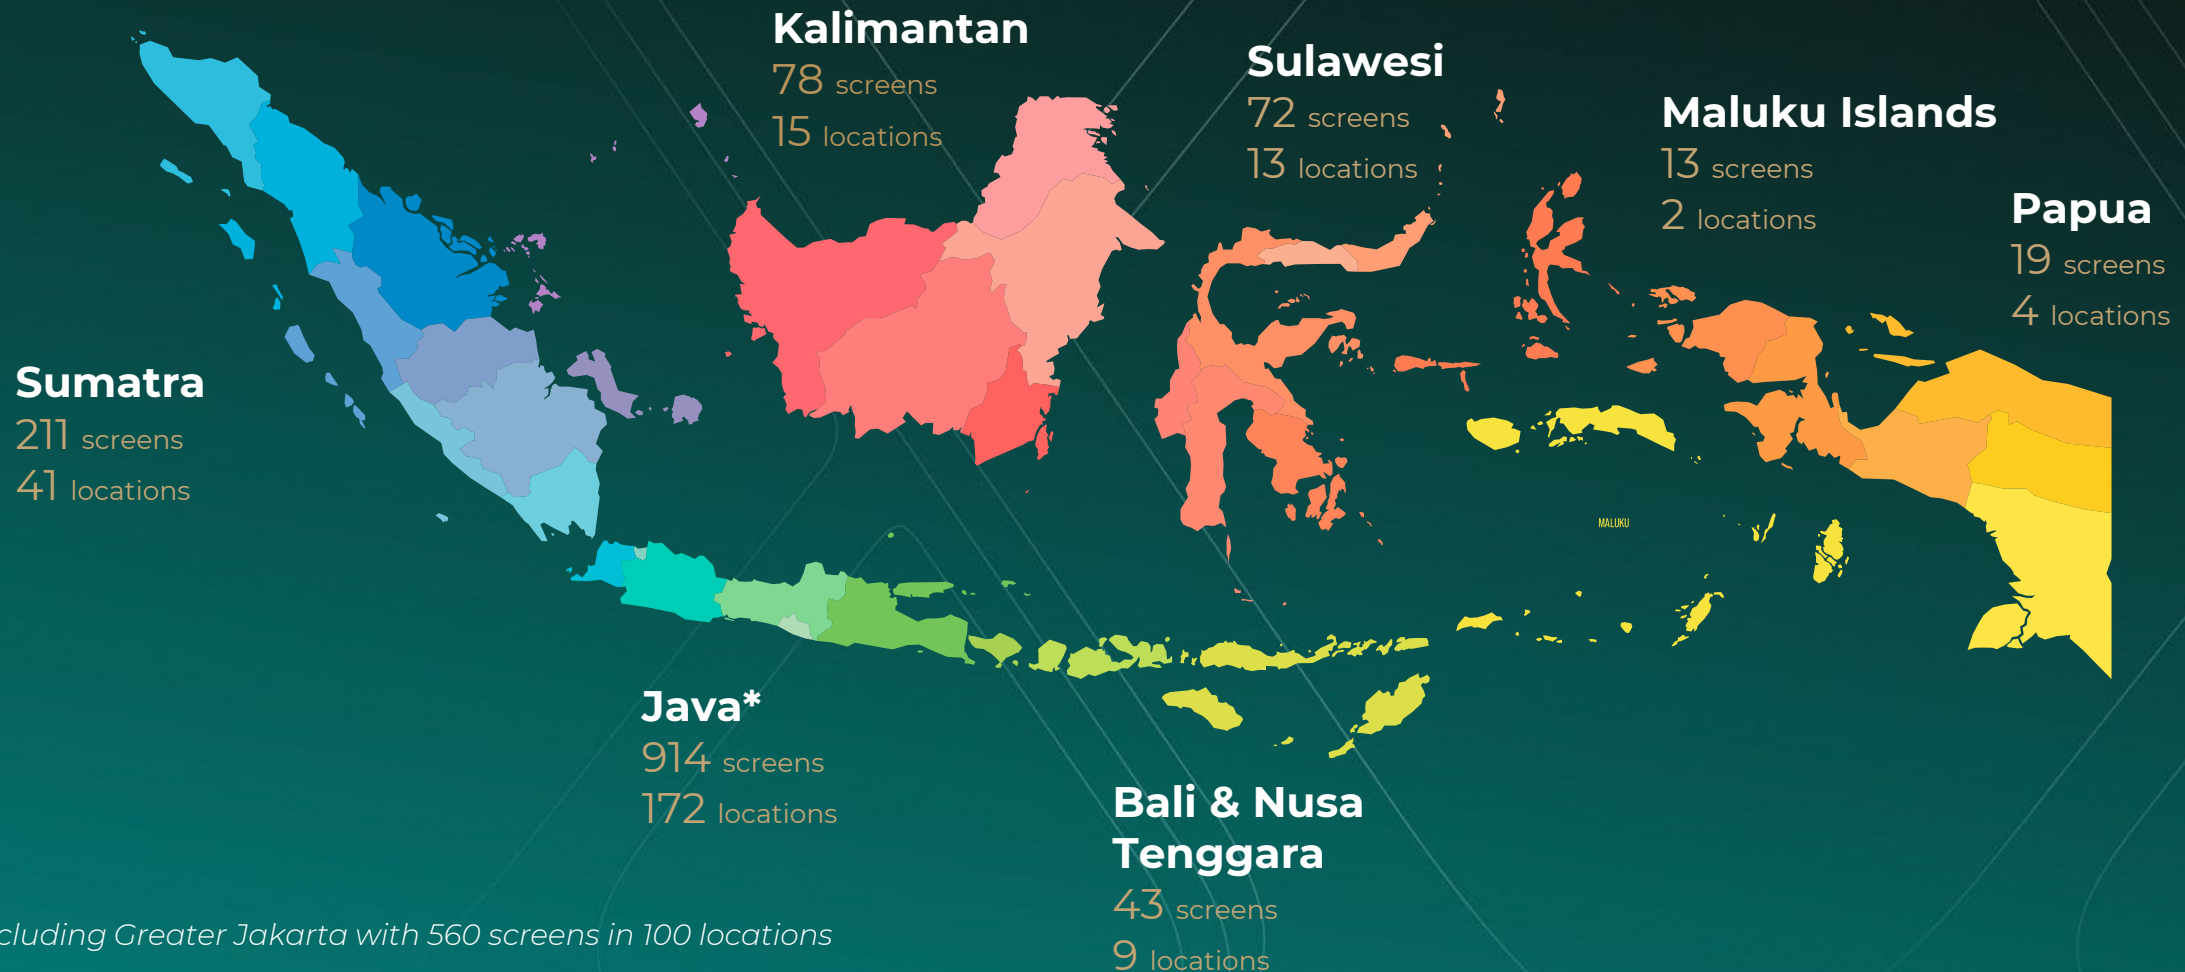 Kalimantan
78 screens
15 locations
Sulawesi
72 screens
13 locations
Maluku Islands
13 screens
2 locations
Papua
19 screens
4 locations
Sumatra
211 screens
41 locations
MALUKU
Java*
914 screens
172 locations
Bali & Nusa
Tenggara
43 screens
9 locations
cluding Greater Jakarta with 560 screens in 100 locations